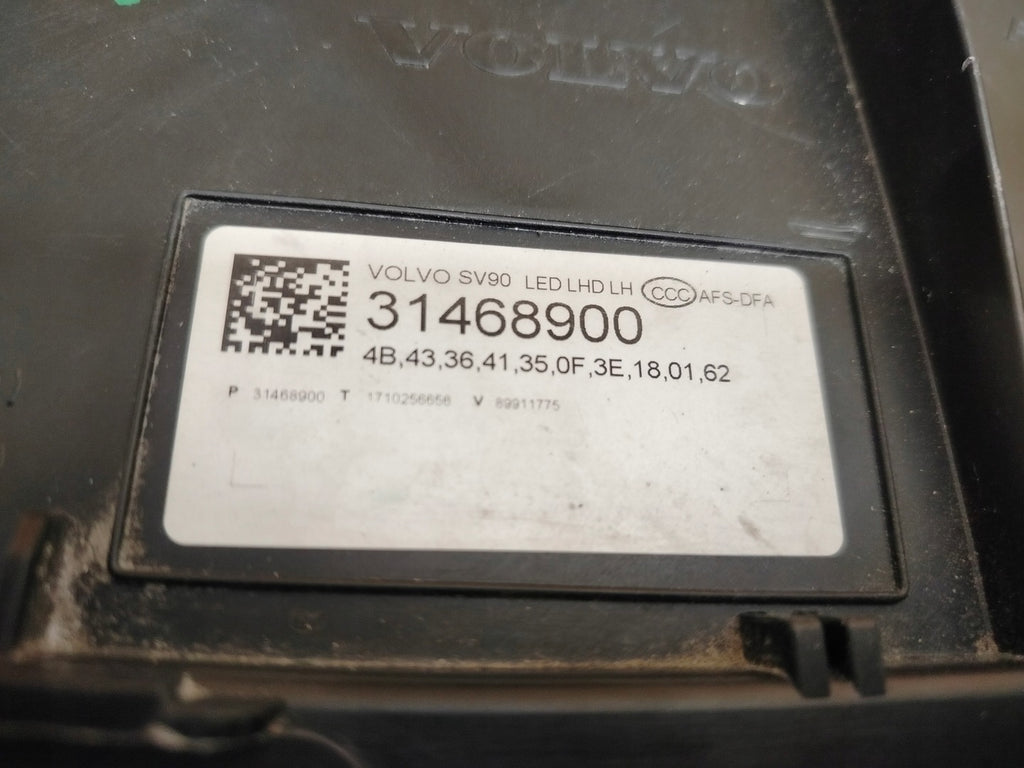 VOLVO
VOLVO SV90 LED LHD LH CCC AFS-DFA
31468900
4B,43,36,41,35,0F,3E,18,01,62
P 31468900 T 1710256656 V 89911775